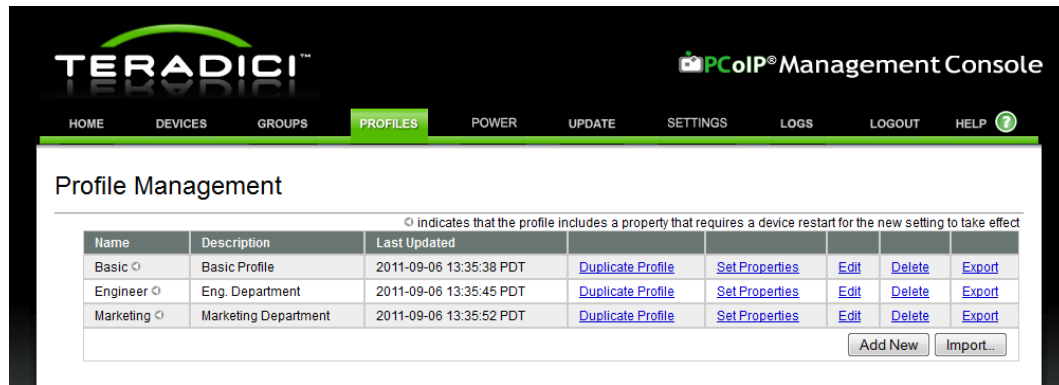 TERADICI™
PCoIP® Management Console
HOME DEVICES GROUPS PROFILES POWER UPDATE SETTINGS LOGS LOGOUT HELP ?
Profile Management
indicates that the profile includes a property that requires a device restart for the new setting to take effect
Name Description Last Updated
Basic Basic Profile 2011-09-06 13:35:38 PDT Duplicate Profile Set Properties Edit Delete Export
Engineer Eng. Department 2011-09-06 13:35:45 PDT Duplicate Profile Set Properties Edit Delete Export
Marketing Marketing Department 2011-09-06 13:35:52 PDT Duplicate Profile Set Properties Edit Delete Export
Add New Import...